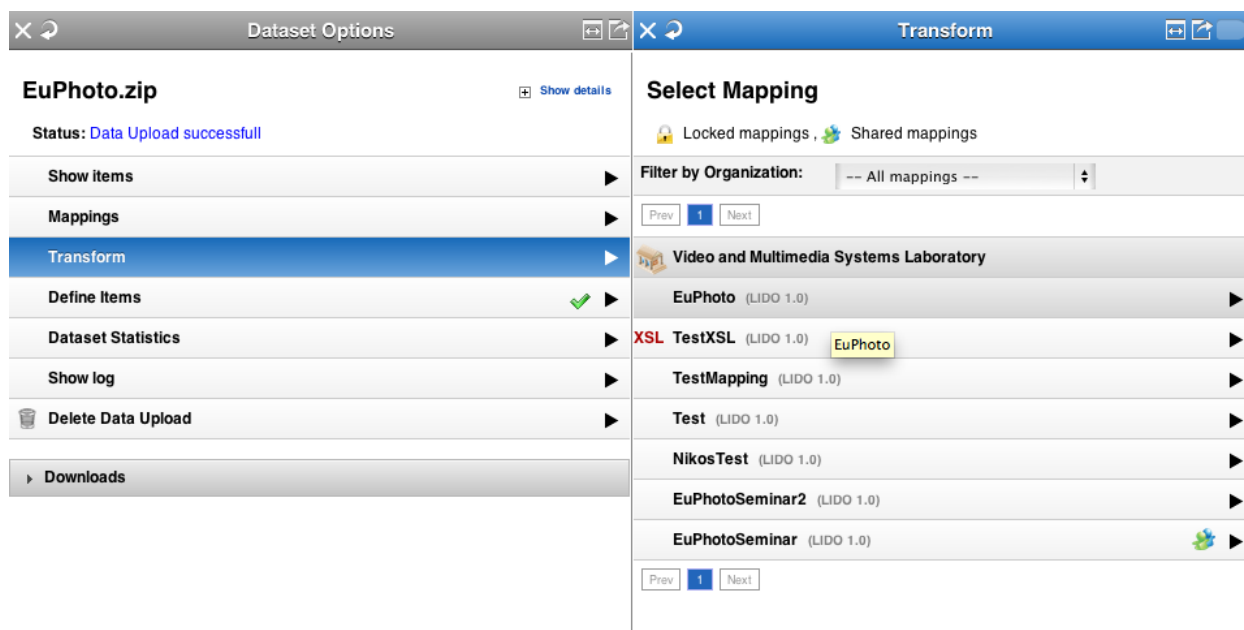 Dataset Options
EuPhoto.zip
Show details
Status: Data Upload successfull
Show items
Mappings
Transform
Define Items
Dataset Statistics
Show log
Delete Data Upload
Downloads
Transform
Select Mapping
Locked mappings , Shared mappings
Filter by Organization: -- All mappings --
Prev 1 Next
Video and Multimedia Systems Laboratory
EuPhoto (LIDO 1.0)
XSL TestXSL (LIDO 1.0)
EuPhoto
TestMapping (LIDO 1.0)
Test (LIDO 1.0)
NikosTest (LIDO 1.0)
EuPhotoSeminar2 (LIDO 1.0)
EuPhotoSeminar (LIDO 1.0)
Prev 1 Next